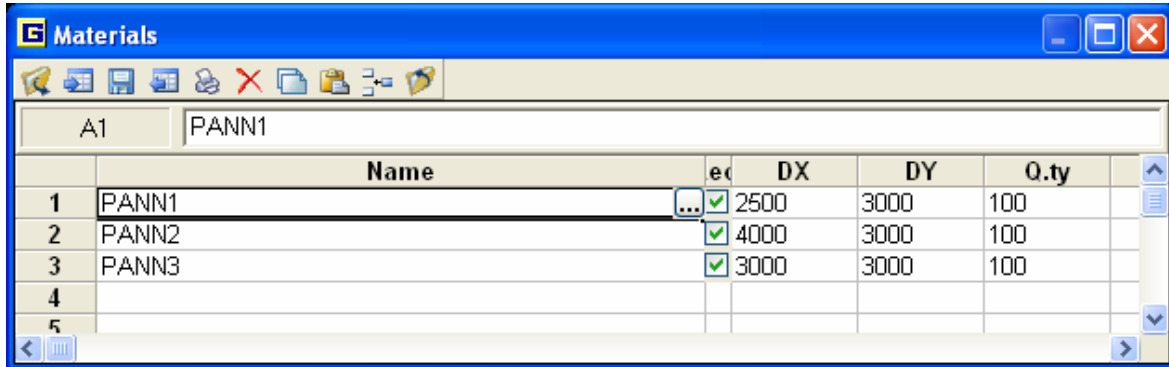 G Materials
A1 PANN1
Name .ec DX DY Q.ty
1 PANN1 ... 2500 3000 100
2 PANN2 4000 3000 100
3 PANN3 3000 3000 100
4
5